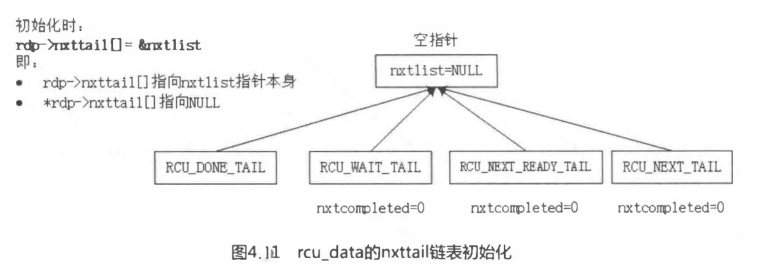 初始化时:
rdp->nxttail[]= &nxtlist
即:
• rdp->nxttail[]指向nxtlist指针本身
• *rdp->nxttail[]指向NULL
空指针
nxtlist=NULL
RCU_DONE_TAIL
RCU_WAIT_TAIL
RCU_NEXT_READY_TAIL
RCU_NEXT_TAIL
nxtcompleted=0
nxtcompleted=0
nxtcompleted=0
图4.11 rcu_data的nxttail链表初始化